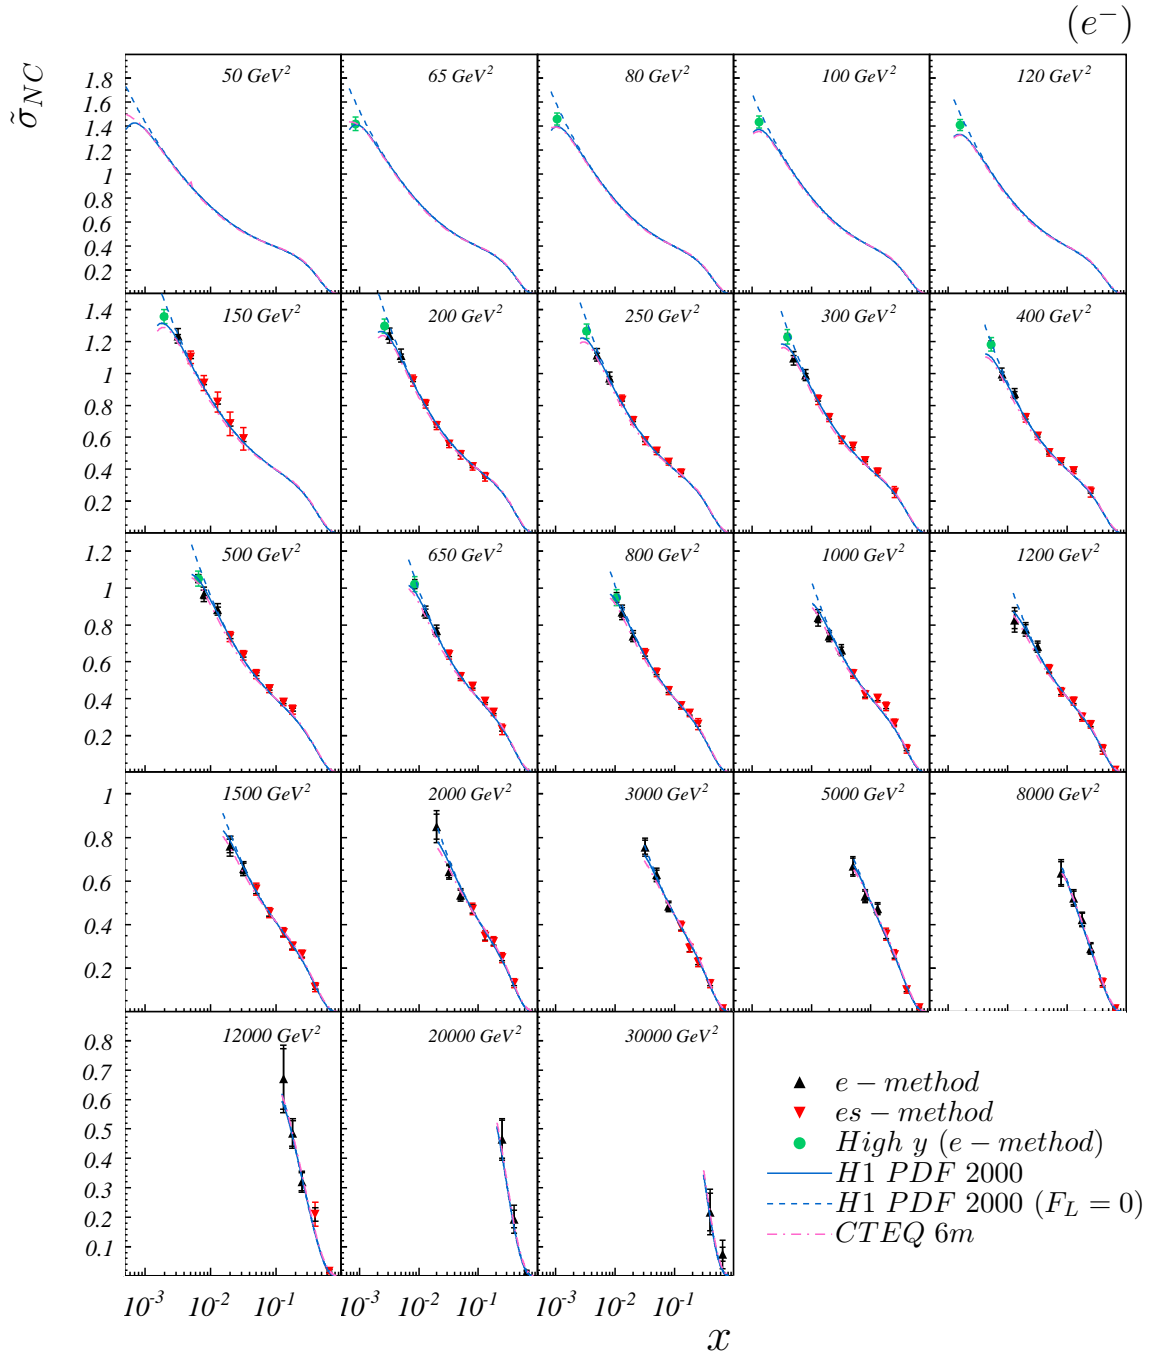 (e⁻)
σ̃_NC
50 GeV² 65 GeV² 80 GeV² 100 GeV² 120 GeV²
1.8
1.6
1.4
1.2
1
0.8
0.6
0.4
0.2
150 GeV² 200 GeV² 250 GeV² 300 GeV² 400 GeV²
1.4
1.2
1
0.8
0.6
0.4
0.2
500 GeV² 650 GeV² 800 GeV² 1000 GeV² 1200 GeV²
1.2
1
0.8
0.6
0.4
0.2
1500 GeV² 2000 GeV² 3000 GeV² 5000 GeV² 8000 GeV²
1
0.8
0.6
0.4
0.2
12000 GeV² 20000 GeV² 30000 GeV²
0.8
0.7
0.6
0.5
0.4
0.3
0.2
0.1
e − method
es − method
High y (e − method)
H1 PDF 2000
H1 PDF 2000 (F_L = 0)
CTEQ 6m
10⁻³ 10⁻² 10⁻¹ 10⁻³ 10⁻² 10⁻¹ 10⁻³ 10⁻² 10⁻¹
x